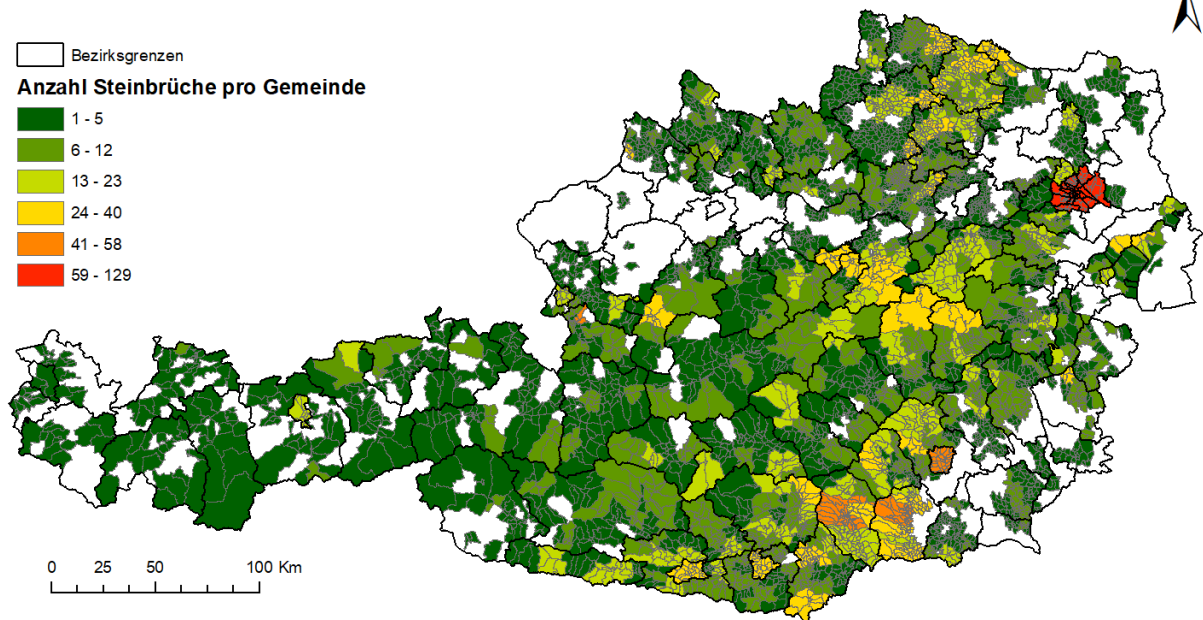 Bezirksgrenzen
Anzahl Steinbrüche pro Gemeinde
1 - 5
6 - 12
13 - 23
24 - 40
41 - 58
59 - 129
0 25 50 100 Km